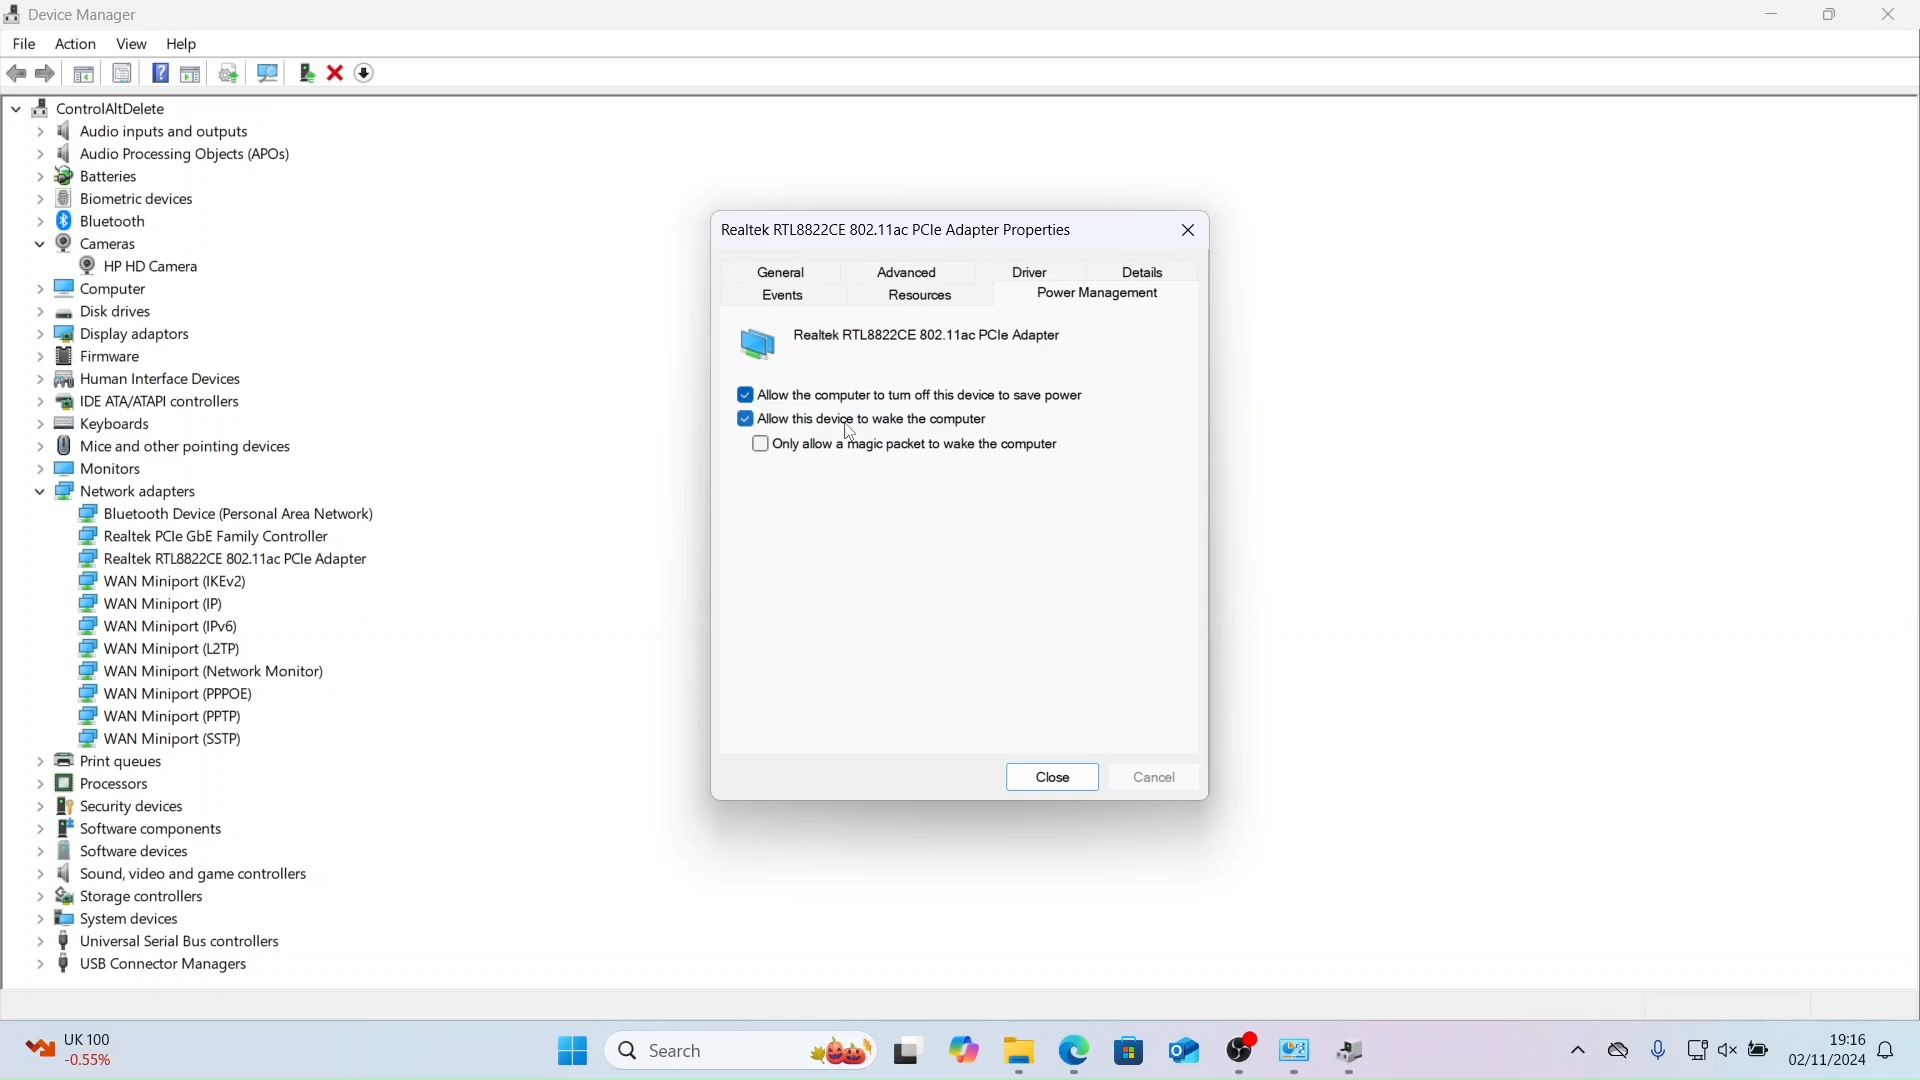 Device Manager
File Action View Help
ControlAltDelete
Audio inputs and outputs
Audio Processing Objects (APOs)
Batteries
Biometric devices
Bluetooth
Cameras
HP HD Camera
Computer
Disk drives
Display adaptors
Firmware
Human Interface Devices
IDE ATA/ATAPI controllers
Keyboards
Mice and other pointing devices
Monitors
Network adapters
Bluetooth Device (Personal Area Network)
Realtek PCIe GbE Family Controller
Realtek RTL8822CE 802.11ac PCIe Adapter
WAN Miniport (IKEv2)
WAN Miniport (IP)
WAN Miniport (IPv6)
WAN Miniport (L2TP)
WAN Miniport (Network Monitor)
WAN Miniport (PPPOE)
WAN Miniport (PPTP)
WAN Miniport (SSTP)
Print queues
Processors
Security devices
Software components
Software devices
Sound, video and game controllers
Storage controllers
System devices
Universal Serial Bus controllers
USB Connector Managers
Realtek RTL8822CE 802.11ac PCIe Adapter Properties
General Advanced Driver Details
Events Resources Power Management
Realtek RTL8822CE 802.11ac PCIe Adapter
Allow the computer to turn off this device to save power
Allow this device to wake the computer
Only allow a magic packet to wake the computer
Close Cancel
UK 100
-0.55%
Search
19:16
02/11/2024